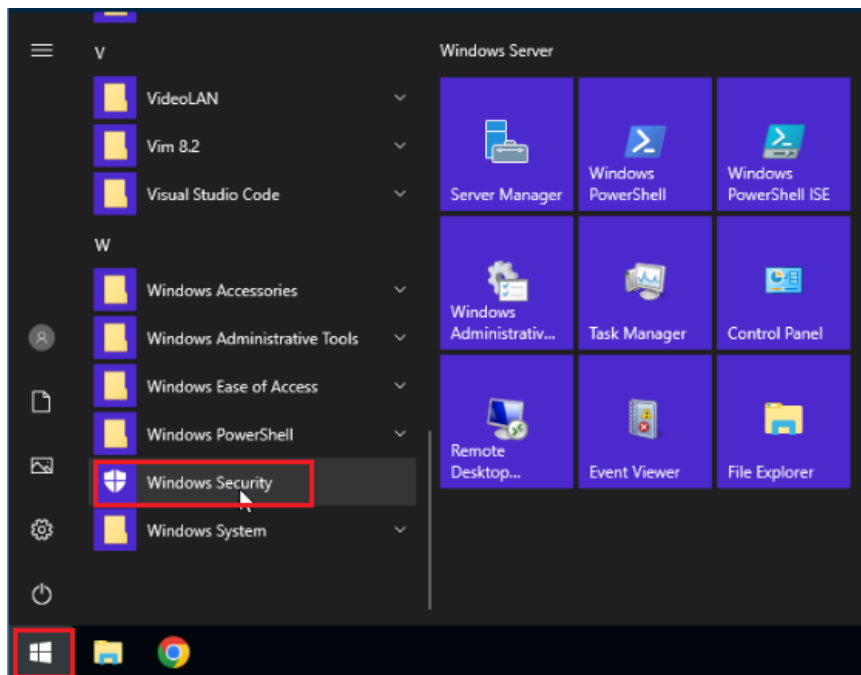 V
VideoLAN
Vim 8.2
Visual Studio Code
W
Windows Accessories
Windows Administrative Tools
Windows Ease of Access
Windows PowerShell
Windows Security
Windows System
Windows Server
Server Manager
Windows
PowerShell
Windows
PowerShell ISE
Windows
Administrativ...
Task Manager
Control Panel
Remote
Desktop...
Event Viewer
File Explorer